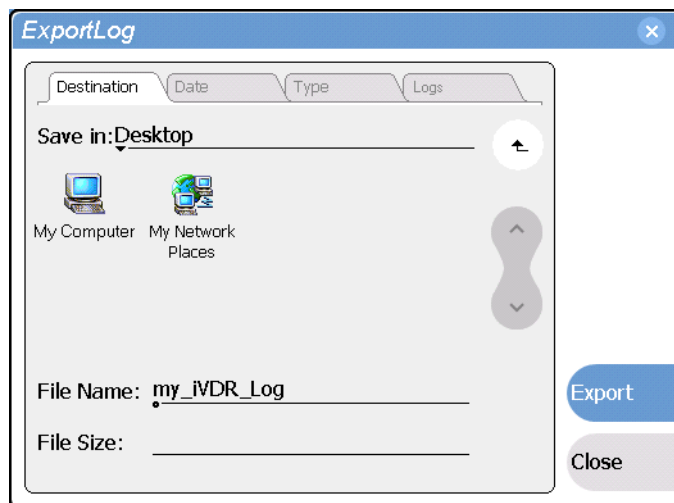 ExportLog
Destination
Date
Type
Logs
Save in: Desktop
My Computer
My Network
Places
File Name: my_iVDR_Log
File Size:
Export
Close